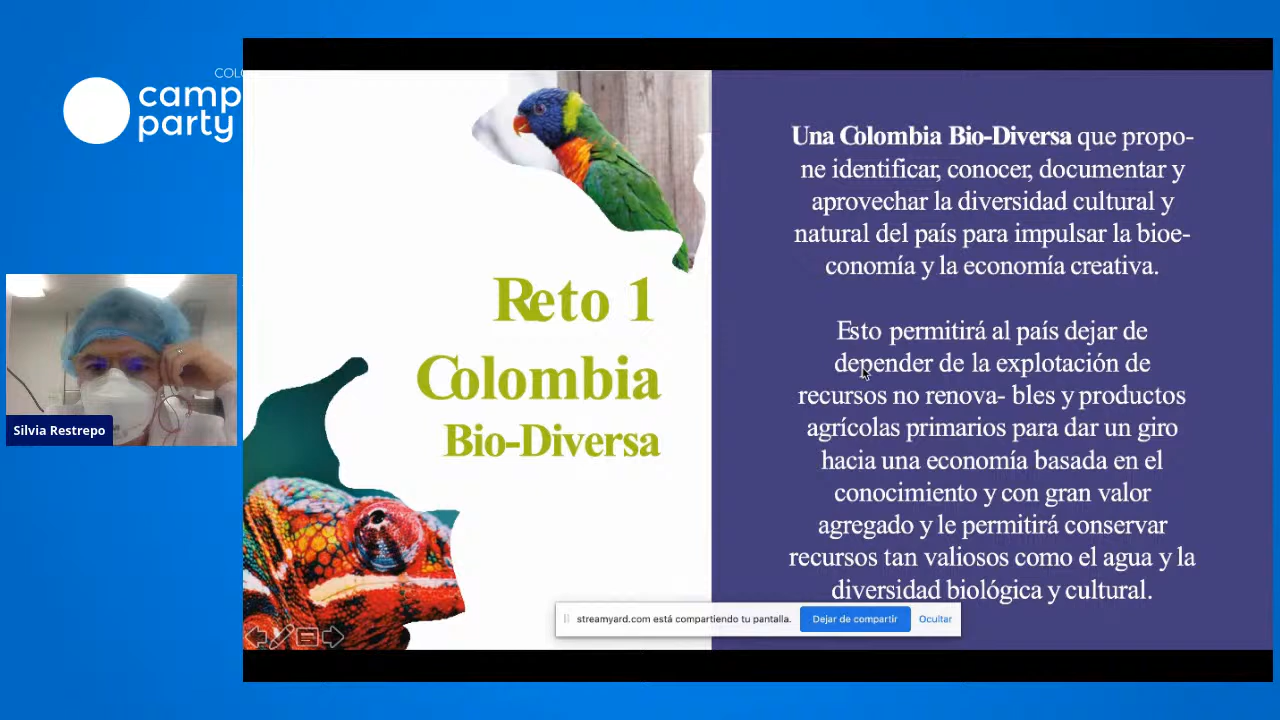 COLO
camp
party
Silvia Restrepo
Reto 1
Colombia
Bio-Diversa
Una Colombia Bio-Diversa que propo-
ne identificar, conocer, documentar y
aprovechar la diversidad cultural y
natural del país para impulsar la bioe-
conomía y la economía creativa.
Esto permitirá al país dejar de
depender de la explotación de
recursos no renova- bles y productos
agrícolas primarios para dar un giro
hacia una economía basada en el
conocimiento y con gran valor
agregado y le permitirá conservar
recursos tan valiosos como el agua y la
diversidad biológica y cultural.
streamyard.com está compartiendo tu pantalla. Dejar de compartir Ocultar